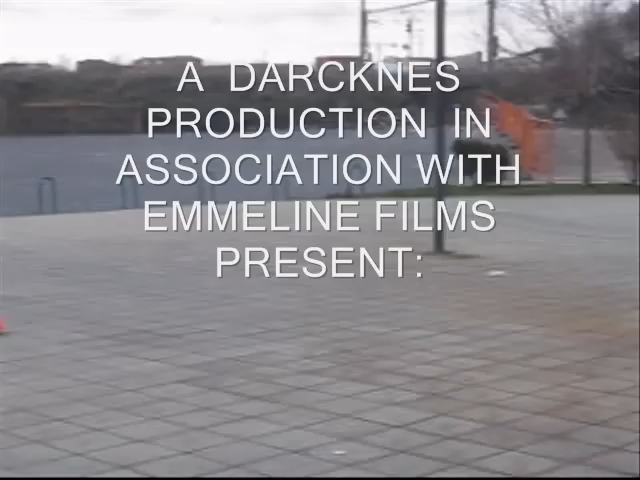 A DARCKNES
PRODUCTION IN
ASSOCIATION WITH
EMMELINE FILMS
PRESENT: